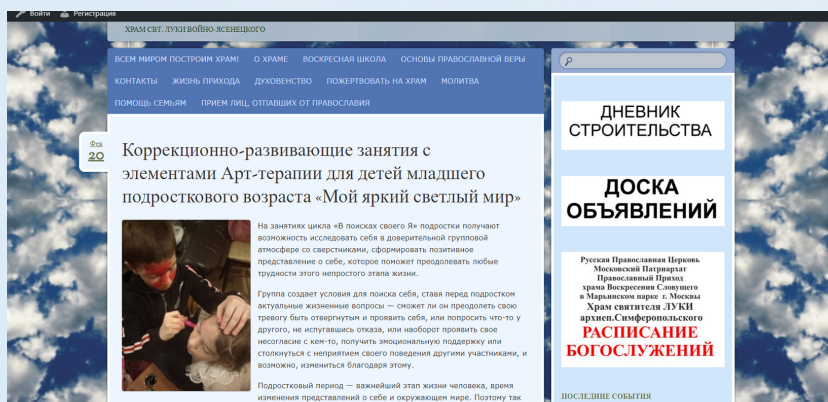 Войти Регистрация
ХРАМ СВТ. ЛУКИ ВОЙНО-ЯСЕНЕЦКОГО
ВСЕМ МИРОМ ПОСТРОИМ ХРАМ! О ХРАМЕ ВОСКРЕСНАЯ ШКОЛА ОСНОВЫ ПРАВОСЛАВНОЙ ВЕРЫ
КОНТАКТЫ ЖИЗНЬ ПРИХОДА ДУХОВЕНСТВО ПОЖЕРТВОВАТЬ НА ХРАМ МОЛИТВА
ПОМОЩЬ СЕМЬЯМ ПРИЕМ ЛИЦ, ОТПАВШИХ ОТ ПРАВОСЛАВИЯ
Фев
20
Коррекционно-развивающие занятия с
элементами Арт-терапии для детей младшего
подросткового возраста «Мой яркий светлый мир»
На занятиях цикла «В поисках своего Я» подростки получают
возможность исследовать себя в доверительной групповой
атмосфере со сверстниками, сформировать позитивное
представление о себе, которое поможет преодолевать любые
трудности этого непростого этапа жизни.
Группа создает условия для поиска себя, ставя перед подростком
актуальные жизненные вопросы — сможет ли он преодолеть свою
тревогу быть отвергнутым и проявить себя, или попросить что-то у
другого, не испугавшись отказа, или наоборот проявить свое
несогласие с кем-то, получить эмоциональную поддержку или
столкнуться с неприятием своего поведения другими участниками, и
возможно, измениться благодаря этому.
Подростковый период — важнейший этап жизни человека, время
изменения представлений о себе и окружающем мире. Поэтому так
ДНЕВНИК
СТРОИТЕЛЬСТВА
ДОСКА
ОБЪЯВЛЕНИЙ
Русская Православная Церковь
Московский Патриархат
Православный Приход
храма Воскресения Словущего
в Марьинском парке г. Москвы
Храм святителя ЛУКИ
архиеп.Симферопольского
РАСПИСАНИЕ
БОГОСЛУЖЕНИЙ
ПОСЛЕДНИЕ СОБЫТИЯ